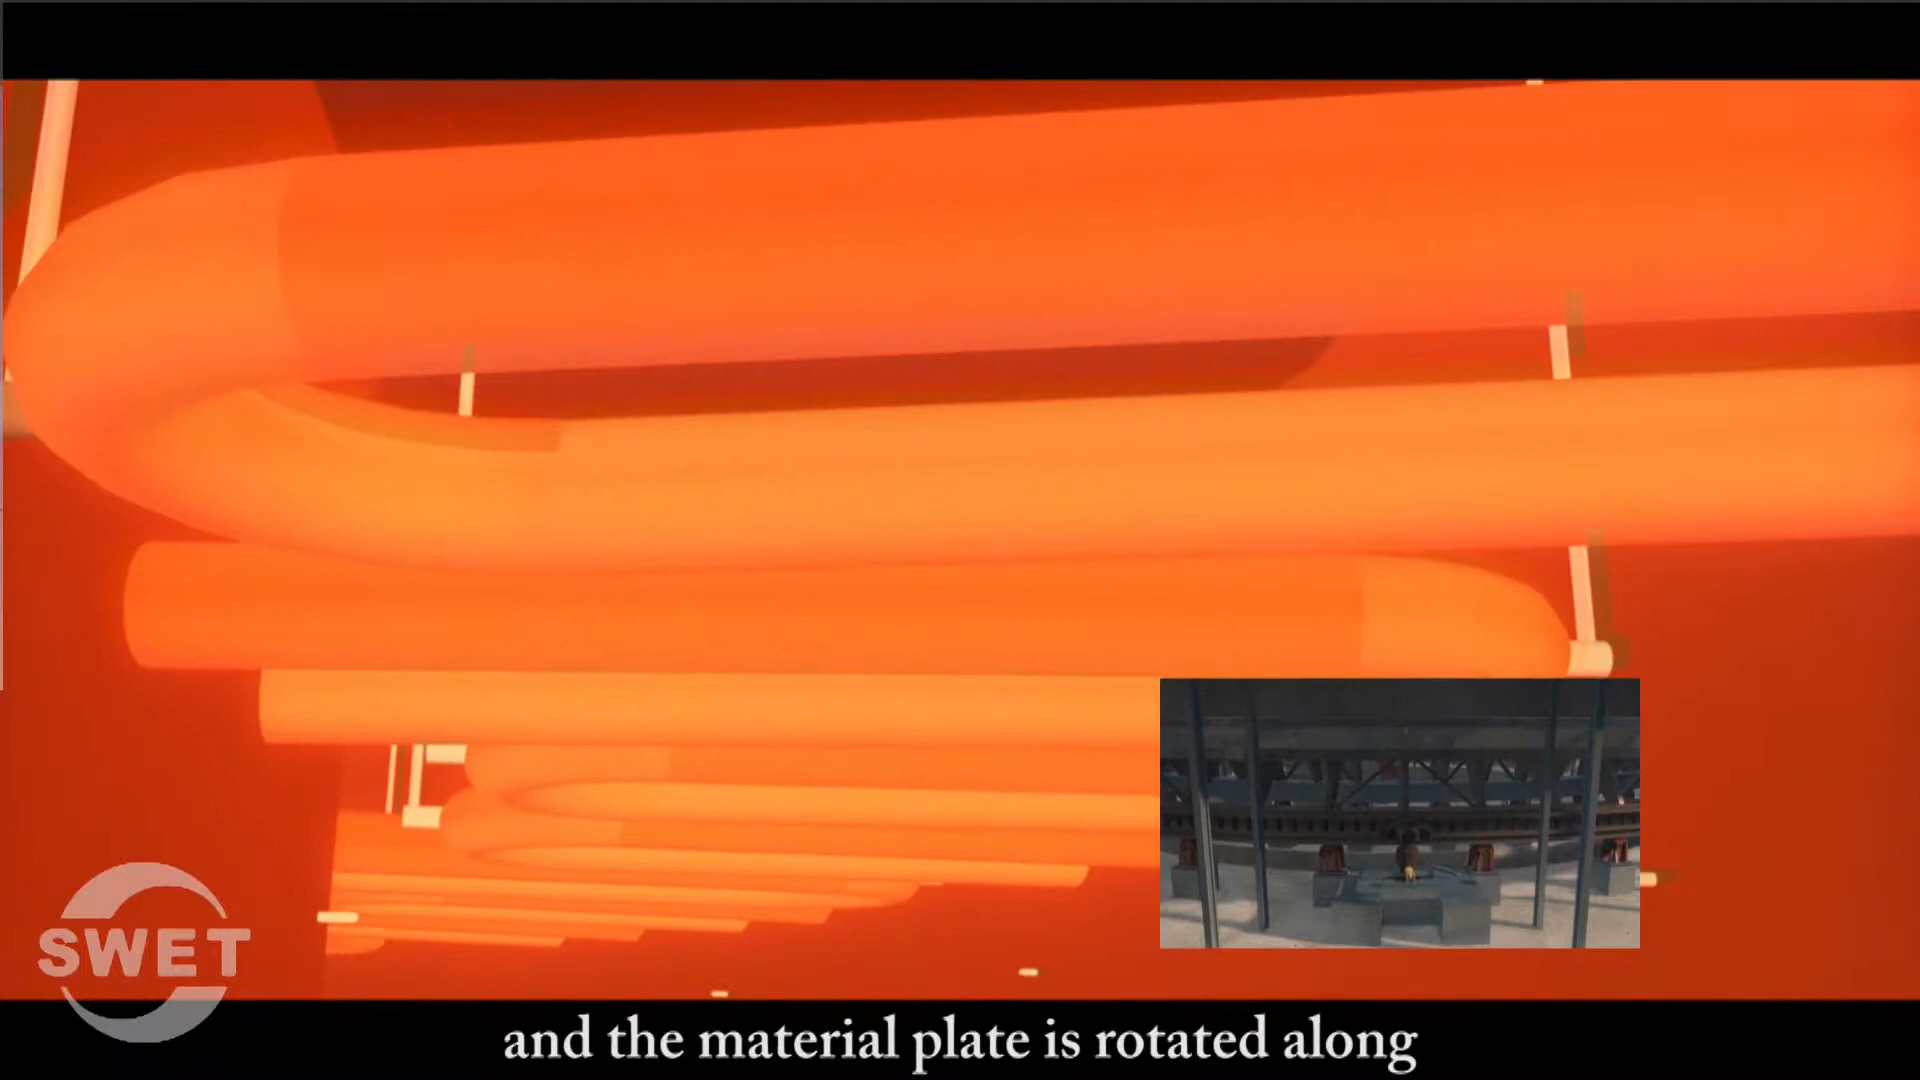 SWET
and the material plate is rotated along